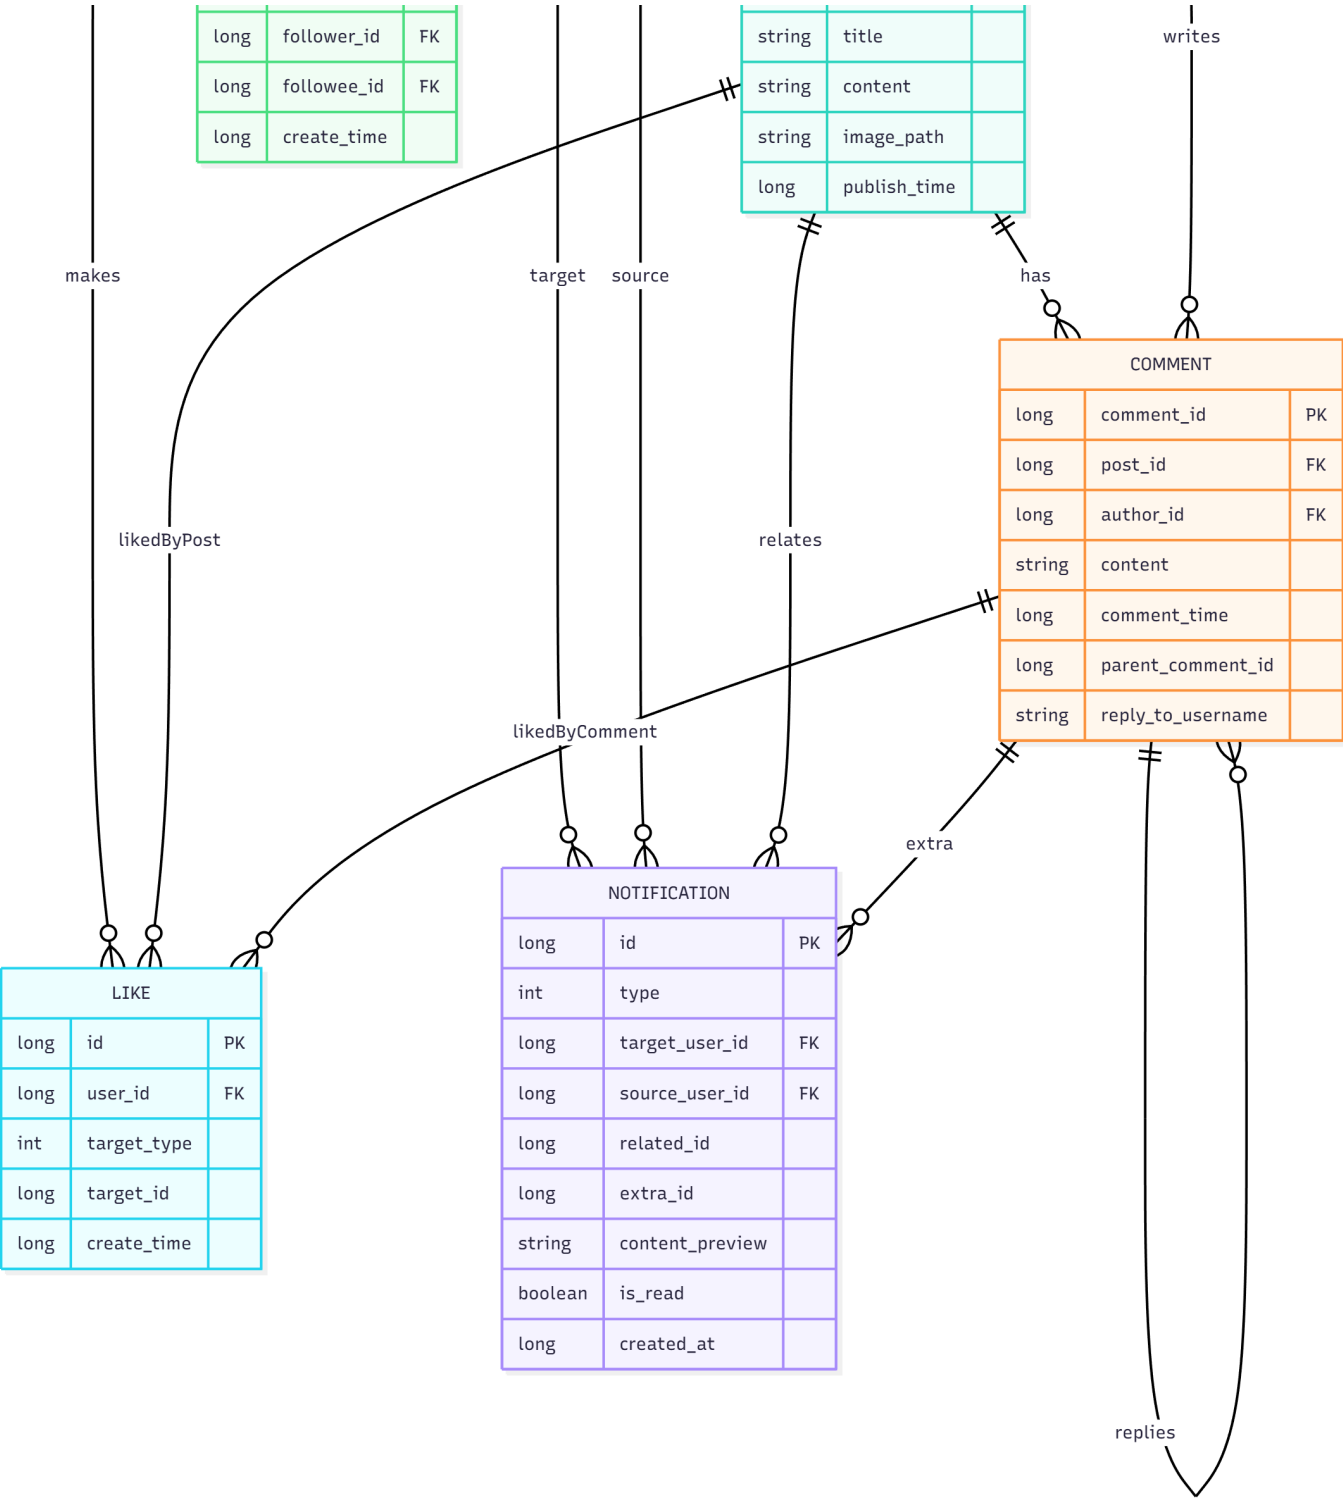 long follower_id FK
long followee_id FK
long create_time
string title
string content
string image_path
long publish_time
writes
makes
target
source
has
likedByPost
relates
COMMENT
long comment_id PK
long post_id FK
long author_id FK
string content
long comment_time
long parent_comment_id
string reply_to_username
likedByComment
extra
NOTIFICATION
long id PK
int type
long target_user_id FK
long source_user_id FK
long related_id
long extra_id
string content_preview
boolean is_read
long created_at
LIKE
long id PK
long user_id FK
int target_type
long target_id
long create_time
replies